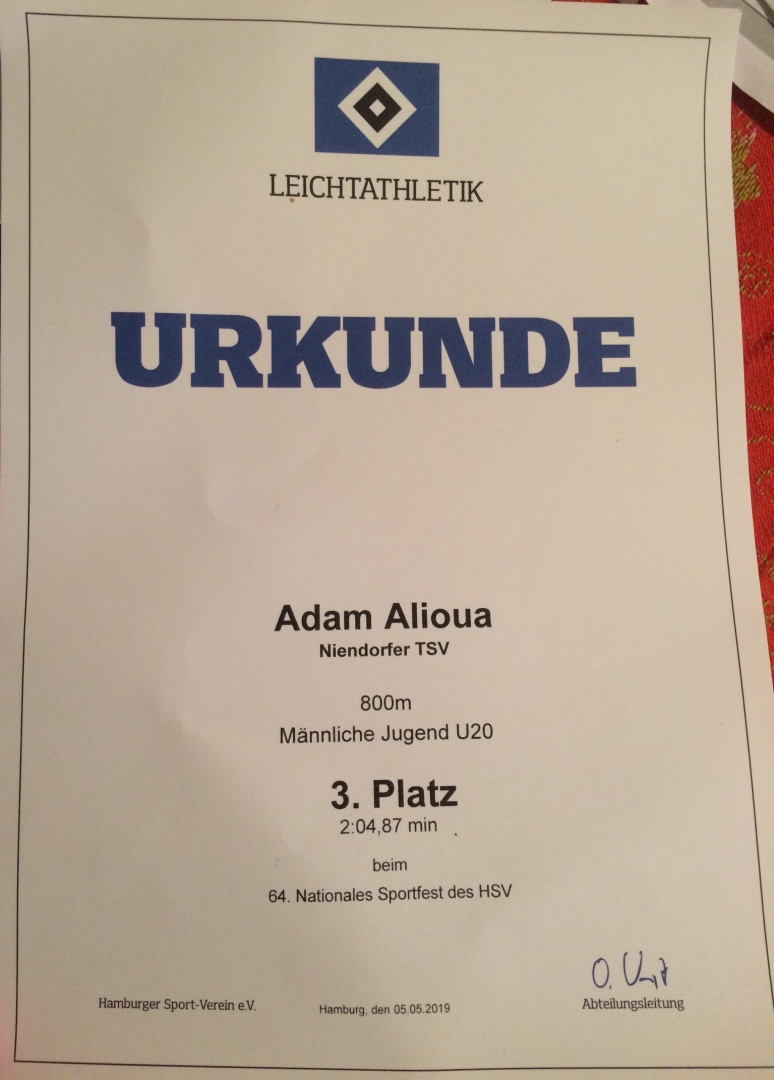 LEICHTATHLETIK
URKUNDE
Adam Alioua
Niendorfer TSV
800m
Männliche Jugend U20
3. Platz
2:04,87 min
beim
64. Nationales Sportfest des HSV
Hamburger Sport-Verein e.V.
Hamburg, den 05.05.2019
Abteilungsleitung